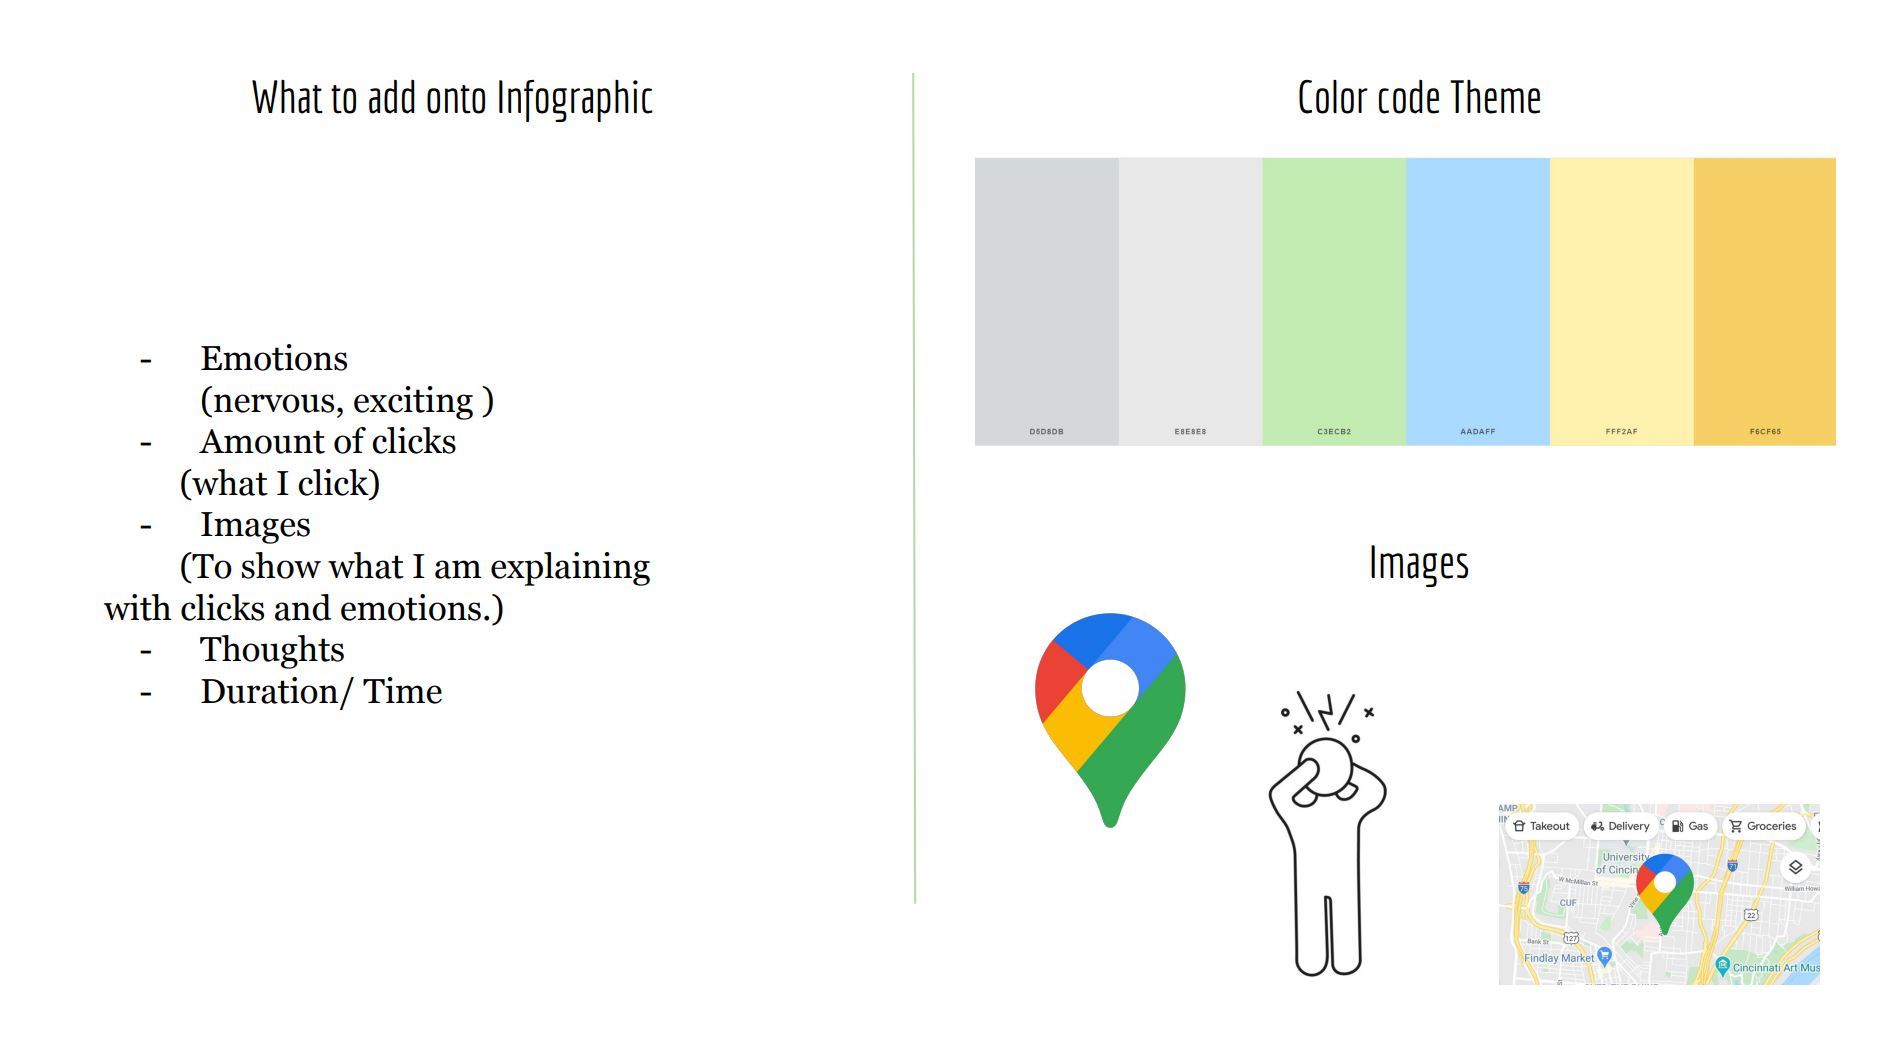 What to add onto Infographic
- Emotions
(nervous, exciting )
- Amount of clicks
(what I click)
- Images
(To show what I am explaining
with clicks and emotions.)
- Thoughts
- Duration/ Time
Color code Theme
D5D8DB E8E8E8 C3ECB2 AADAFF FFF2AF F6CF65
Images
AMP
Takeout Delivery Gas Groceries
University
of Cincin
71
W McMillan St
75
William Howa
CUF
Vine
22
127
Bank St
Findlay Market
Cincinnati Art Mus